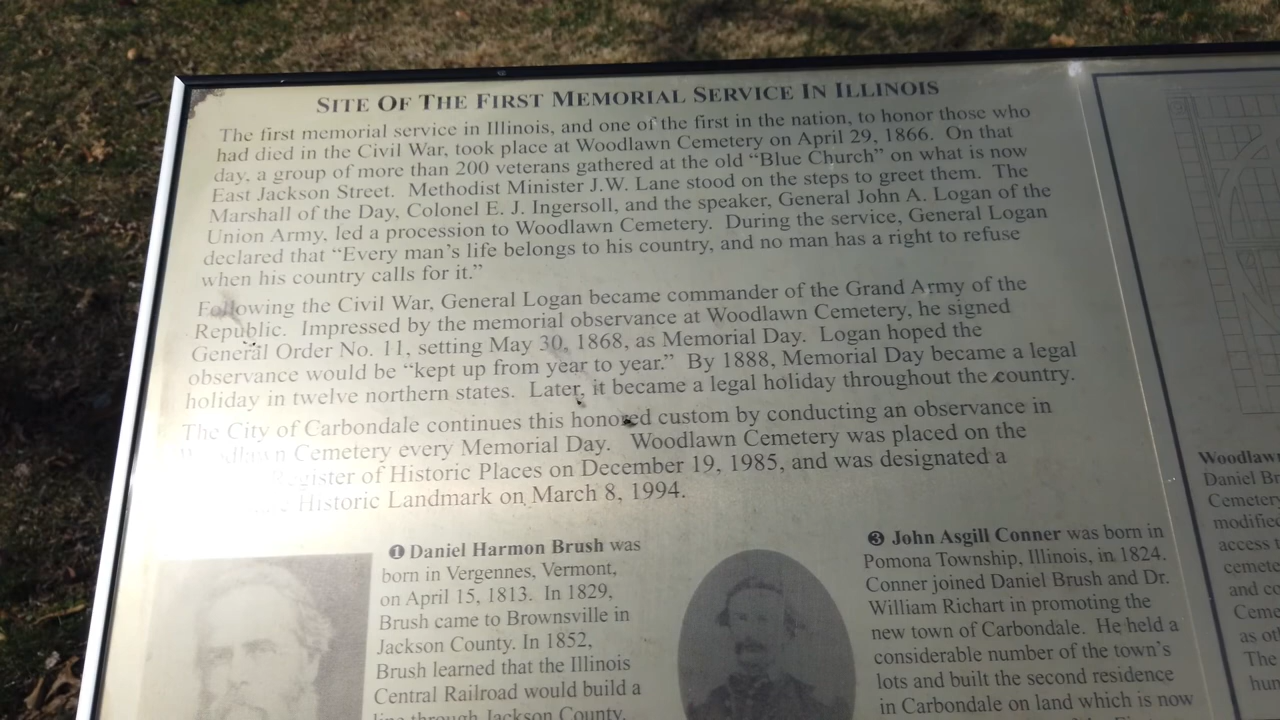 SITE OF THE FIRST MEMORIAL SERVICE IN ILLINOIS
The first memorial service in Illinois, and one of the first in the nation, to honor those who
had died in the Civil War, took place at Woodlawn Cemetery on April 29, 1866. On that
day, a group of more than 200 veterans gathered at the old “Blue Church” on what is now
East Jackson Street. Methodist Minister J.W. Lane stood on the steps to greet them. The
Marshall of the Day, Colonel E. J. Ingersoll, and the speaker, General John A. Logan of the
Union Army, led a procession to Woodlawn Cemetery. During the service, General Logan
declared that “Every man’s life belongs to his country, and no man has a right to refuse
when his country calls for it.”
Following the Civil War, General Logan became commander of the Grand Army of the
Republic. Impressed by the memorial observance at Woodlawn Cemetery, he signed
General Order No. 11, setting May 30, 1868, as Memorial Day. Logan hoped the
observance would be “kept up from year to year.” By 1888, Memorial Day became a legal
holiday in twelve northern states. Later, it became a legal holiday throughout the country.
The City of Carbondale continues this honored custom by conducting an observance in
Woodlawn Cemetery every Memorial Day. Woodlawn Cemetery was placed on the
Register of Historic Places on December 19, 1985, and was designated a
Historic Landmark on March 8, 1994.
❶ Daniel Harmon Brush was
born in Vergennes, Vermont,
on April 15, 1813. In 1829,
Brush came to Brownsville in
Jackson County. In 1852,
Brush learned that the Illinois
Central Railroad would build a
line through Jackson County.
❸ John Asgill Conner was born in
Pomona Township, Illinois, in 1824.
Conner joined Daniel Brush and Dr.
William Richart in promoting the
new town of Carbondale. He held a
considerable number of the town’s
lots and built the second residence
in Carbondale on land which is now
Woodlawn
Daniel Br
Cemetery
modified
access t
cemete
and co
Ceme
as ot
The
hun